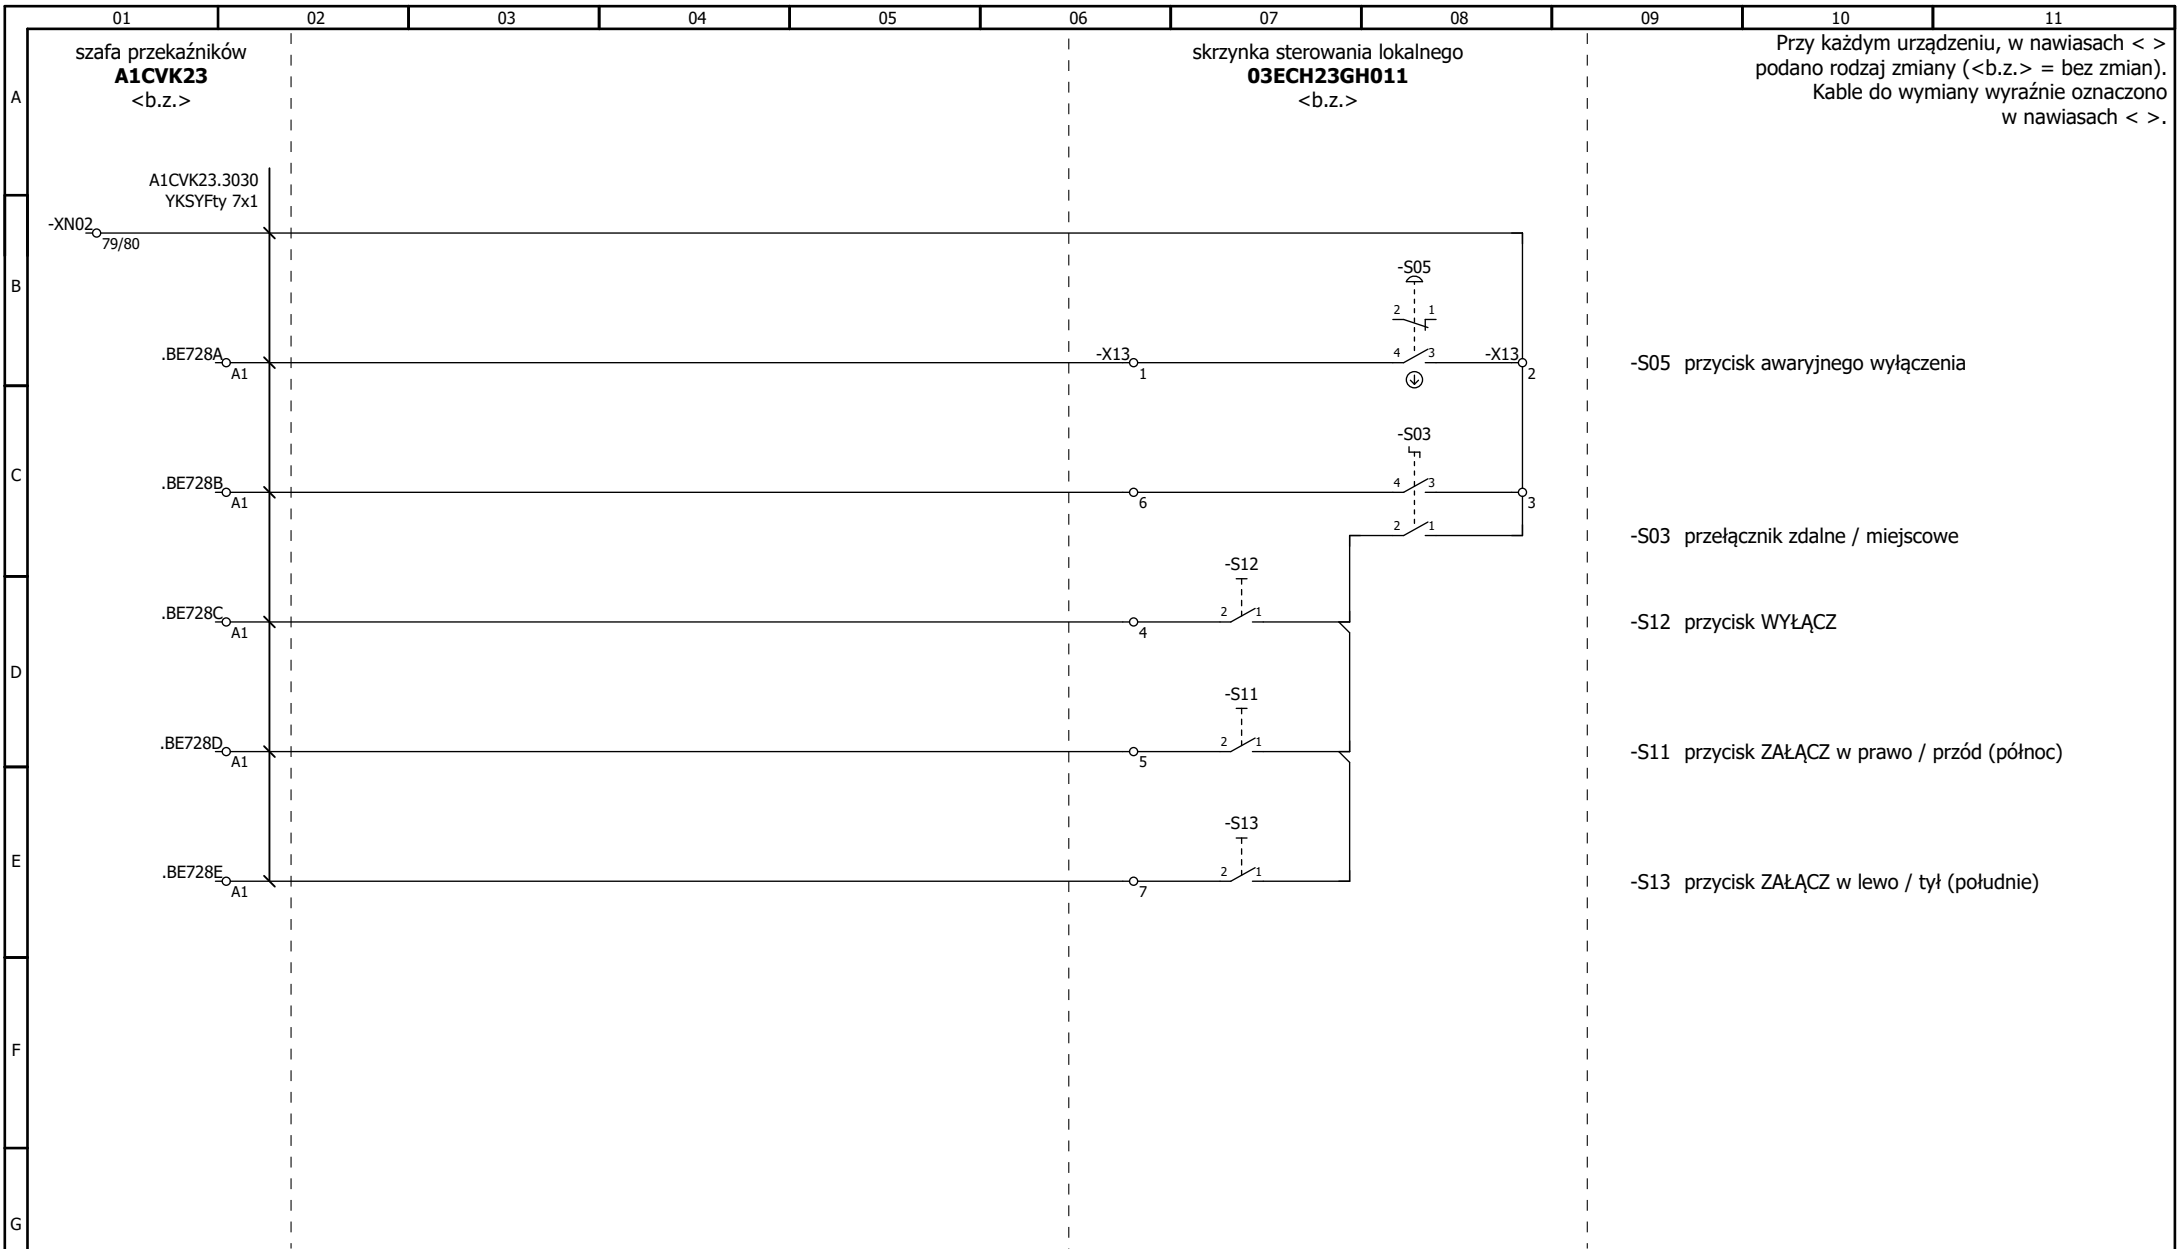 01 02 03 04 05 06 07 08 09 10 11
szafa przekaźników
A1CVK23
<b.z.>
skrzynka sterowania lokalnego
03ECH23GH011
<b.z.>
Przy każdym urządzeniu, w nawiasach < >
podano rodzaj zmiany (<b.z.> = bez zmian).
Kable do wymiany wyraźnie oznaczono
w nawiasach < >.
A
A1CVK23.3030
YKSYFty 7x1
-XN02
79/80
B
-S05
2 1
.BE728A
A1
-X13
1
4 3
-X13
2
-S05 przycisk awaryjnego wyłączenia
-S03
C
.BE728B
A1
6
4 3
3
2 1
-S03 przełącznik zdalne / miejscowe
-S12
.BE728C
A1
4
2 1
-S12 przycisk WYŁĄCZ
D
-S11
.BE728D
A1
5
2 1
-S11 przycisk ZAŁĄCZ w prawo / przód (północ)
-S13
E
.BE728E
A1
7
2 1
-S13 przycisk ZAŁĄCZ w lewo / tył (południe)
F
G